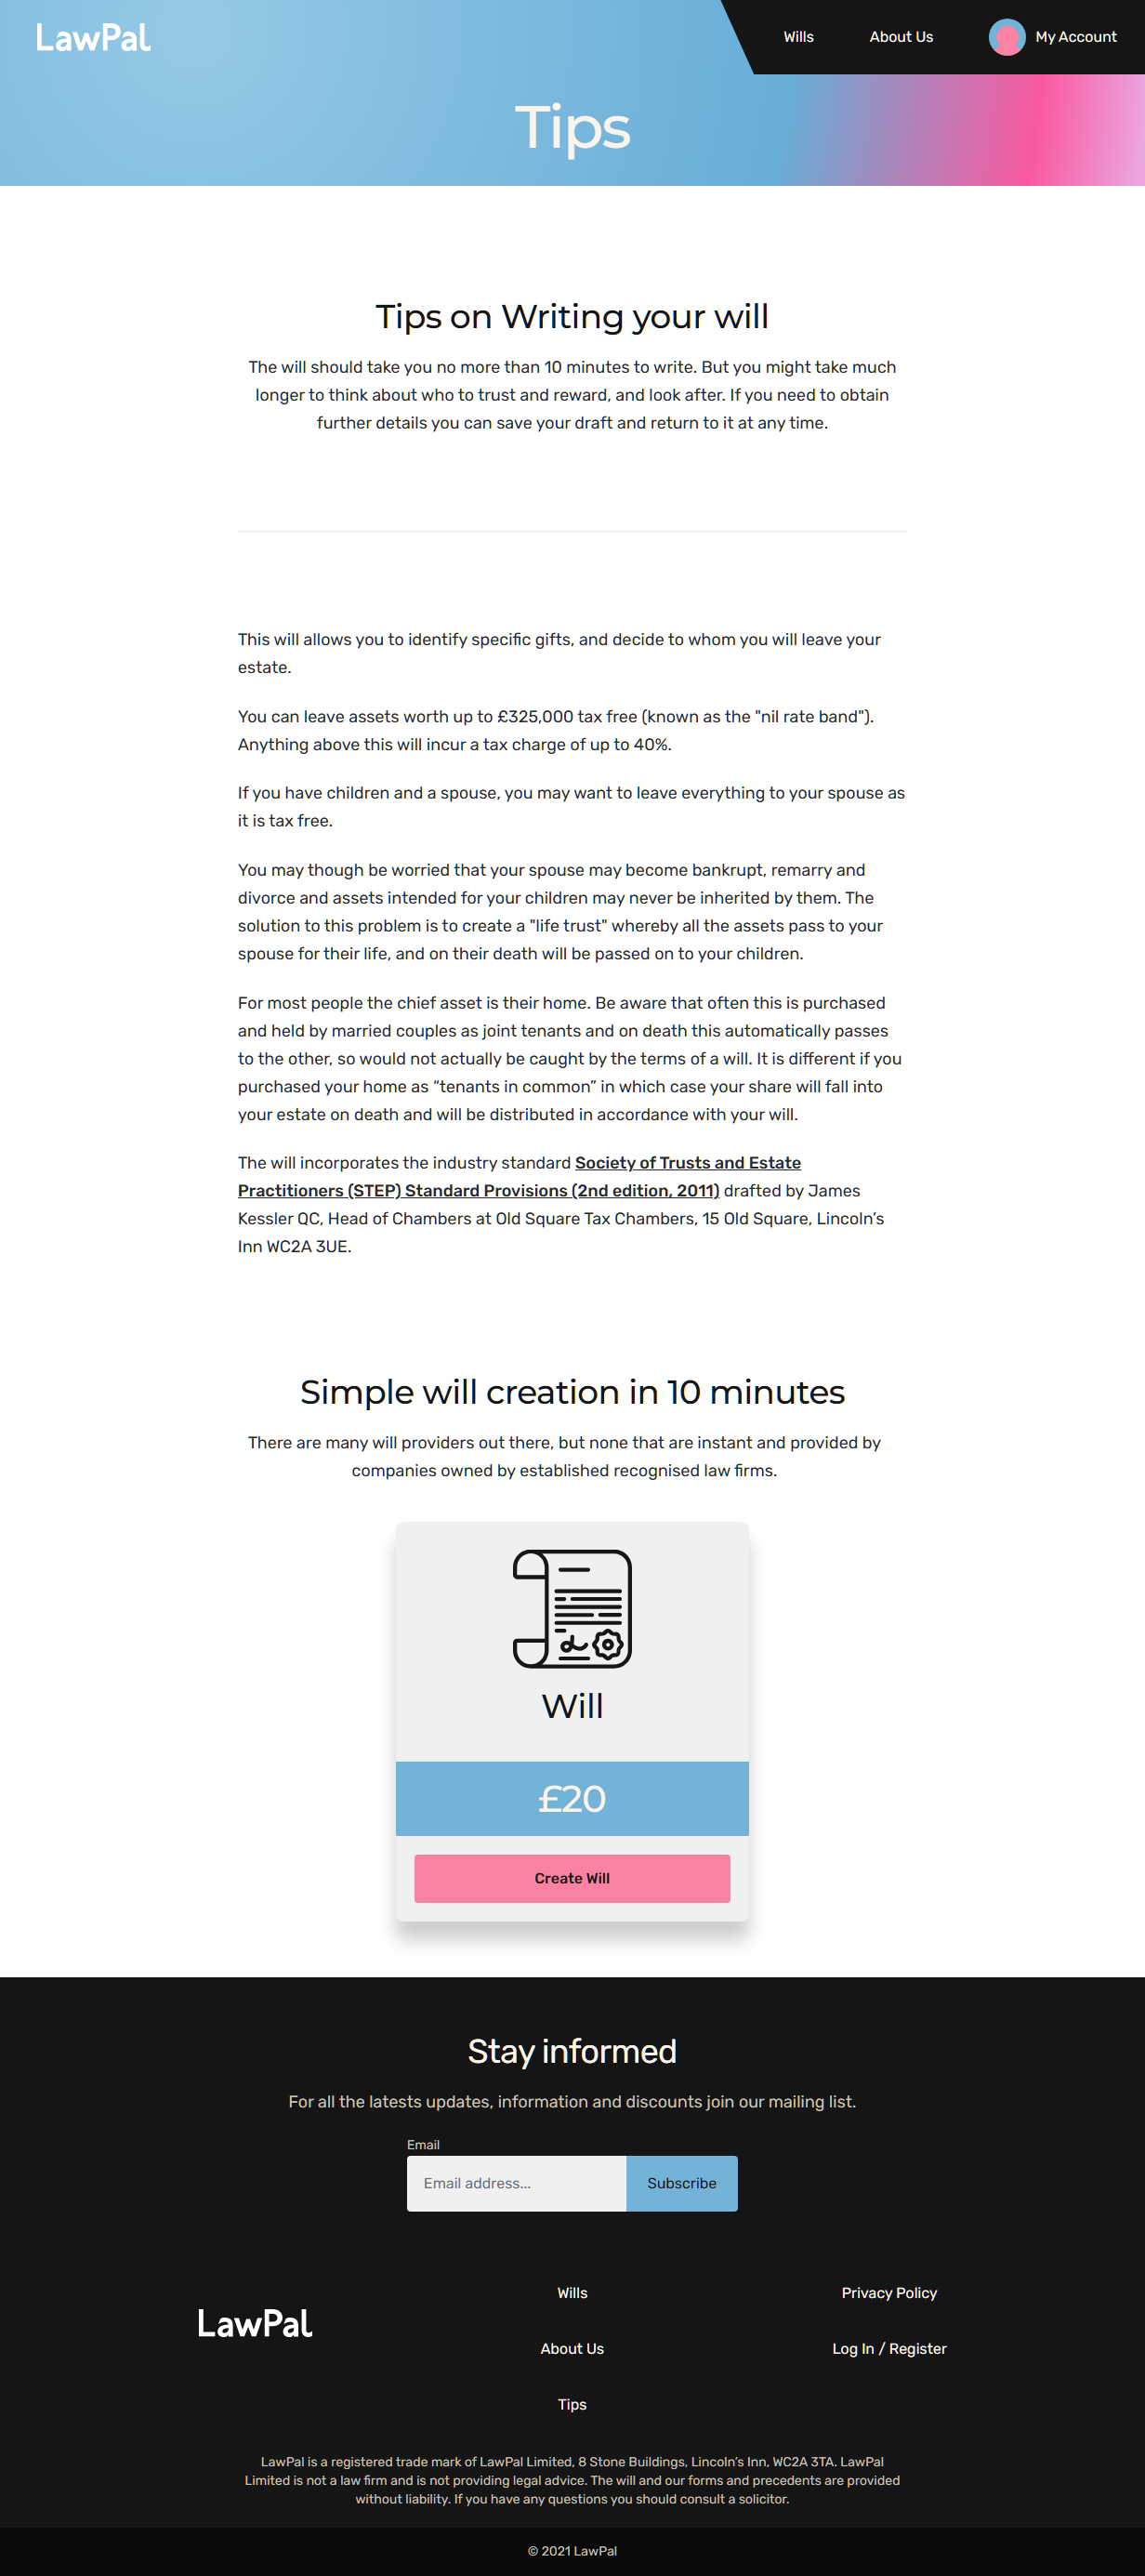 LawPal
Wills
About Us
My Account
Tips
Tips on Writing your will
The will should take you no more than 10 minutes to write. But you might take much
longer to think about who to trust and reward, and look after. If you need to obtain
further details you can save your draft and return to it at any time.
This will allows you to identify specific gifts, and decide to whom you will leave your
estate.
You can leave assets worth up to £325,000 tax free (known as the "nil rate band").
Anything above this will incur a tax charge of up to 40%.
If you have children and a spouse, you may want to leave everything to your spouse as
it is tax free.
You may though be worried that your spouse may become bankrupt, remarry and
divorce and assets intended for your children may never be inherited by them. The
solution to this problem is to create a "life trust" whereby all the assets pass to your
spouse for their life, and on their death will be passed on to your children.
For most people the chief asset is their home. Be aware that often this is purchased
and held by married couples as joint tenants and on death this automatically passes
to the other, so would not actually be caught by the terms of a will. It is different if you
purchased your home as “tenants in common” in which case your share will fall into
your estate on death and will be distributed in accordance with your will.
The will incorporates the industry standard Society of Trusts and Estate
Practitioners (STEP) Standard Provisions (2nd edition, 2011) drafted by James
Kessler QC, Head of Chambers at Old Square Tax Chambers, 15 Old Square, Lincoln’s
Inn WC2A 3UE.
Simple will creation in 10 minutes
There are many will providers out there, but none that are instant and provided by
companies owned by established recognised law firms.
Will
£20
Create Will
Stay informed
For all the latests updates, information and discounts join our mailing list.
Email
Email address...
Subscribe
LawPal
Wills
About Us
Tips
Privacy Policy
Log In / Register
LawPal is a registered trade mark of LawPal Limited, 8 Stone Buildings, Lincoln’s Inn, WC2A 3TA. LawPal
Limited is not a law firm and is not providing legal advice. The will and our forms and precedents are provided
without liability. If you have any questions you should consult a solicitor.
© 2021 LawPal